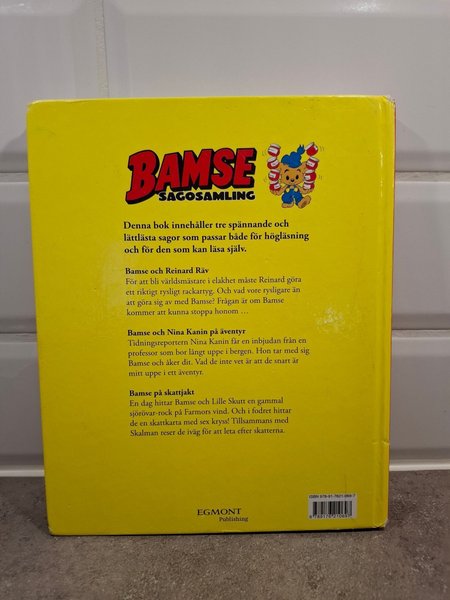 BAMSE
SAGOSAMLING
Denna bok innehåller tre spännande och
lättlästa sagor som passar både för högläsning
och för den som kan läsa själv.
Bamse och Reinard Räv
För att bli världsmästare i elakhet måste Reinard göra
ett riktigt rysligt rackartyg. Och vad vore rysligare än
att göra sig av med Bamse? Frågan är om Bamse
kommer att kunna stoppa honom …
Bamse och Nina Kanin på äventyr
Tidningsreportern Nina Kanin får en inbjudan från en
professor som bor långt uppe i bergen. Hon tar med sig
Bamse och åker dit. Vad de inte vet är att de snart är
mitt uppe i ett äventyr.
Bamse på skattjakt
En dag hittar Bamse och Lille Skutt en gammal
sjörövar-rock på Farmors vind. Och i fodret hittar
de en skattkarta med sex kryss! Tillsammans med
Skalman reser de iväg för att leta efter skatterna.
EGMONT
Publishing